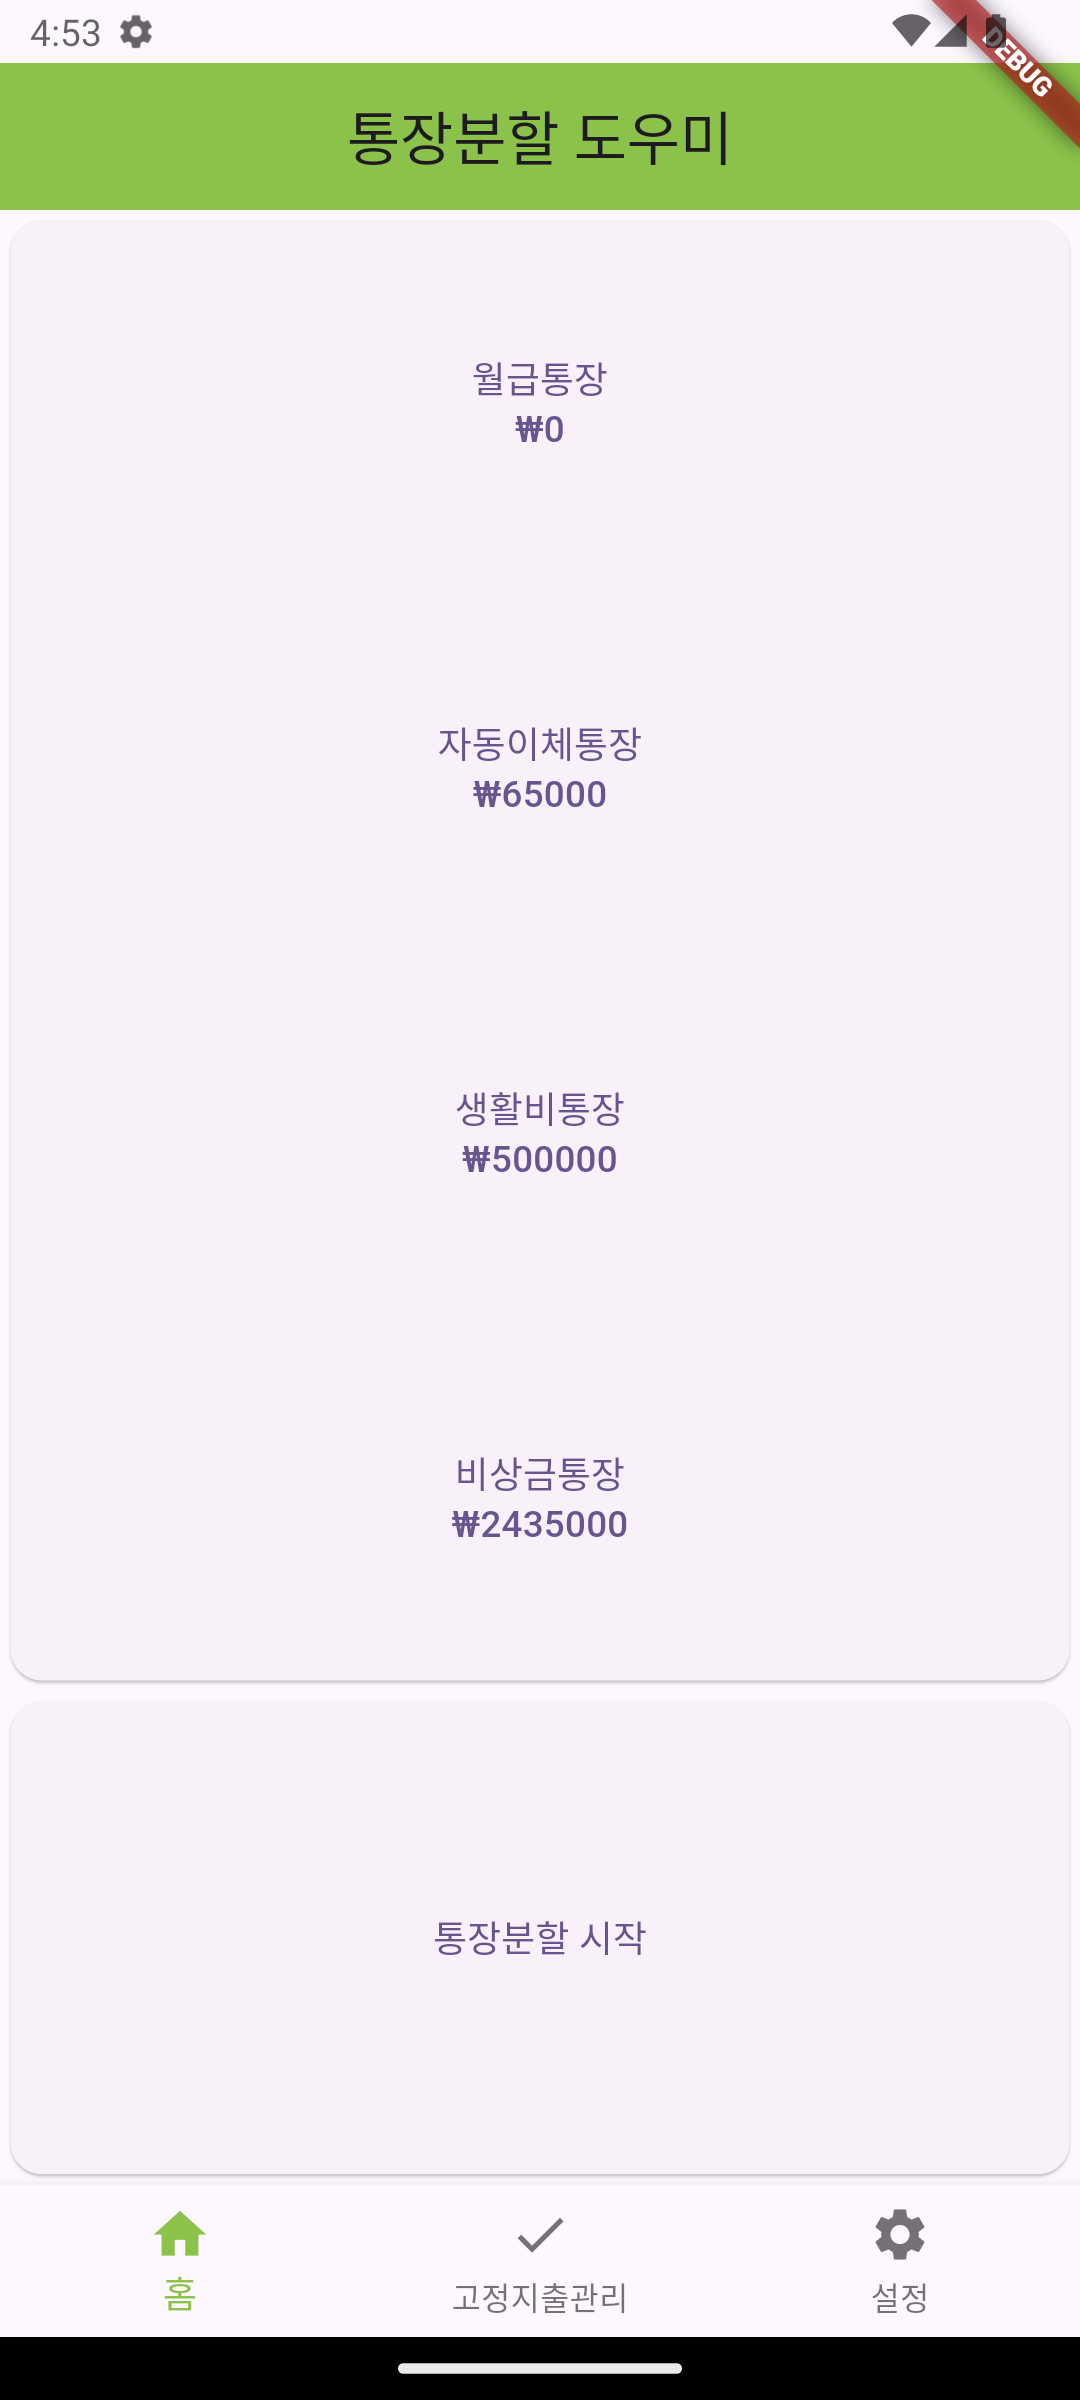 4:53
DEBUG
통장분할 도우미
월급통장
₩0
자동이체통장
₩65000
생활비통장
₩500000
비상금통장
₩2435000
통장분할 시작
홈
고정지출관리
설정